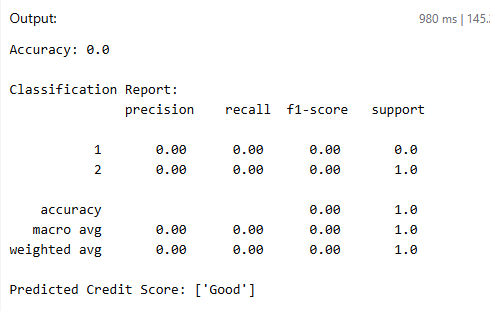 Output:
980 ms | 145.
Accuracy: 0.0
Classification Report:
precision recall f1-score support
1 0.00 0.00 0.00 0.0
2 0.00 0.00 0.00 1.0
accuracy 0.00 1.0
macro avg 0.00 0.00 0.00 1.0
weighted avg 0.00 0.00 0.00 1.0
Predicted Credit Score: ['Good']